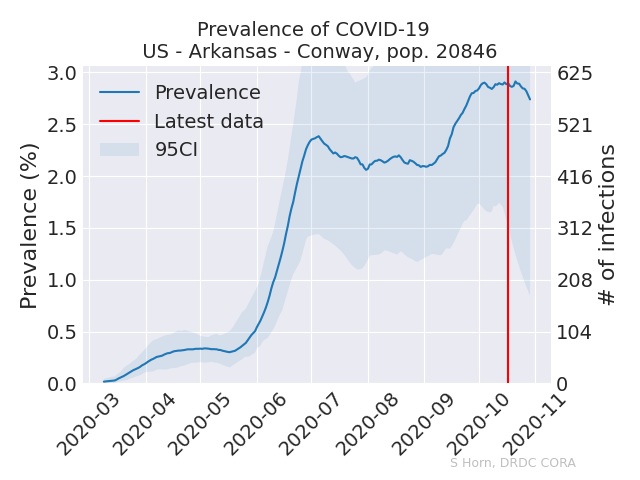 Prevalence of COVID-19
US - Arkansas - Conway, pop. 20846
Prevalence
Latest data
95CI
Prevalence (%)
3.0
2.5
2.0
1.5
1.0
0.5
0.0
625
521
416
312
208
104
0
# of infections
2020-03
2020-04
2020-05
2020-06
2020-07
2020-08
2020-09
2020-10
2020-11
S Horn, DRDC CORA